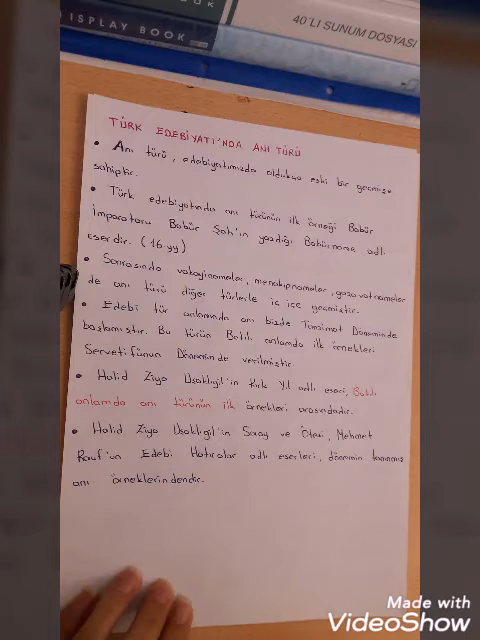 DISPLAY BOOK
40'LI SUNUM DOSYASI
TÜRK EDEBİYATI'NDA ANI TÜRÜ
• Anı türü, edebiyatımızda oldukça eski bir geçmişe
sahiptir.
• Türk edebiyatında anı türünün ilk örneği Babür
İmparatoru Babür Şah'ın yazdığı Babürname adlı
eserdir. (16.yy)
• Sonrasında vakayinameler, menakıpnameler, gazavatnameler
de anı türü diğer türlerle iç içe geçmiştir.
• Edebi tür anlamında anı bizde Tanzimat Döneminde
başlamıştır. Bu türün Batılı anlamda ilk örnekleri
Servetifünun Döneminde verilmiştir.
• Halid Ziya Uşaklıgil'in Kırk Yıl adlı eseri, Batılı
anlamda anı türünün ilk örnekleri arasındadır.
• Halid Ziya Uşaklıgil'in Saray ve Ötesi, Mehmet
Rauf'un Edebi Hatıralar adlı eserleri, dönemin tanınmış
anı örneklerindendir.
Made with
VideoShow